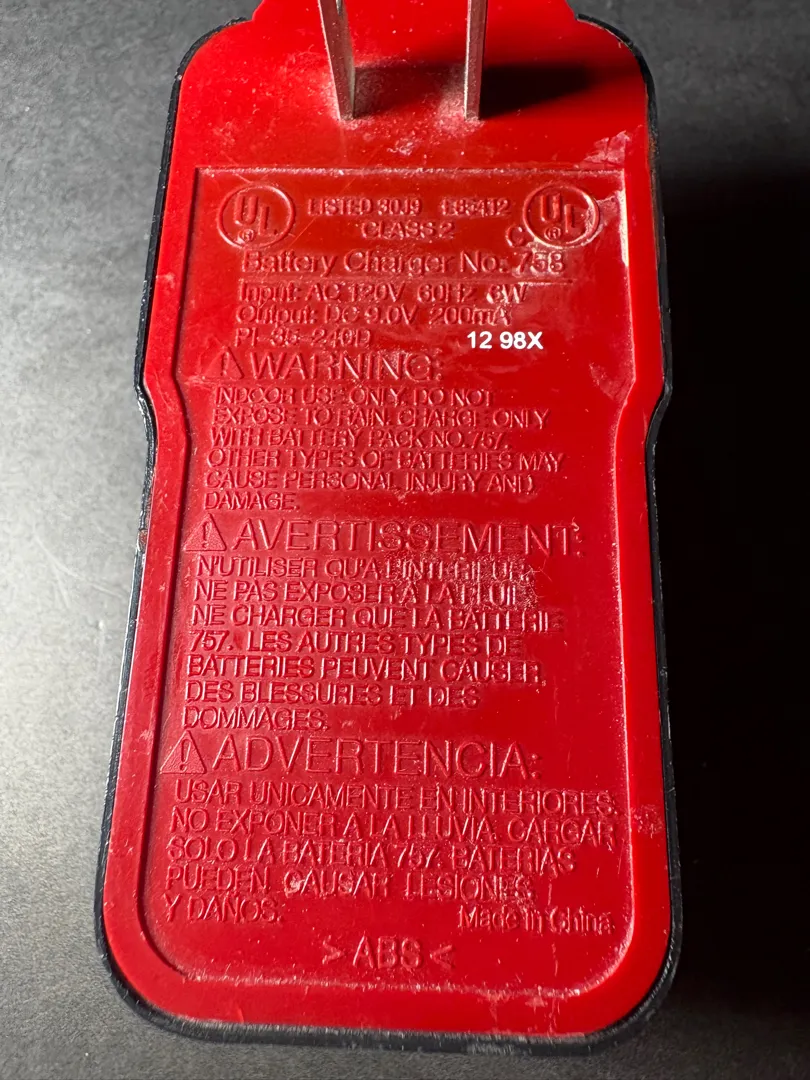 UL LISTED 30J9 E83412 C UL
CLASS 2
Battery Charger No: 758
Input: AC 120V 60Hz 6W
Output: DC 9.0V 200mA
12 98X
WARNING:
INDOOR USE ONLY. DO NOT
EXPOSE TO RAIN. CHARGE ONLY
WITH BATTERY PACK NO. 757.
OTHER TYPES OF BATTERIES MAY
CAUSE PERSONAL INJURY AND
DAMAGE.
AVERTISSEMENT:
N'UTILISER QU'A L'INTERIEUR.
NE PAS EXPOSER A LA PLUIE
NE CHARGER QUE LA BATTERIE
757. LES AUTRES TYPES DE
BATTERIES PEUVENT CAUSER
DES BLESSURES ET DES
DOMMAGES.
ADVERTENCIA:
USAR UNICAMENTE EN INTERIORES.
NO EXPONER A LA LLUVIA. CARGAR
SOLO LA BATERIA 757. BATERIAS
PUEDEN CAUSAR LESIONES
Y DANOS.
Made in China
> ABS <